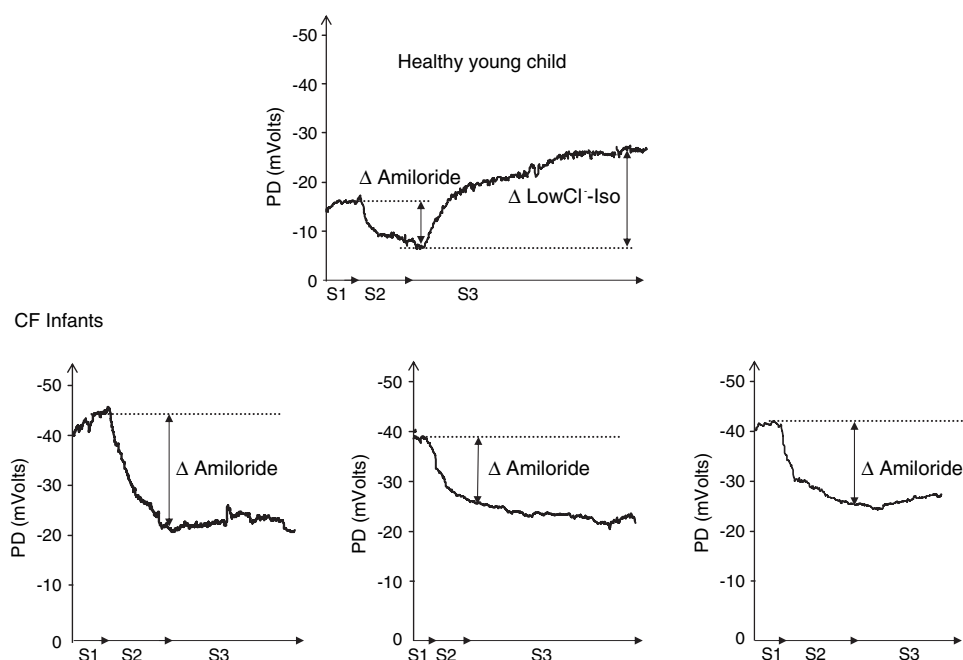 -50
-40
-30
-20
-10
0
PD (mVolts)
Healthy young child
Δ Amiloride
Δ LowCl⁻-Iso
S1 S2 S3
CF Infants
-50
-40
-30
-20
-10
0
PD (mVolts)
Δ Amiloride
S1 S2 S3
-50
-40
-30
-20
-10
0
PD (mVolts)
Δ Amiloride
S1 S2 S3
-50
-40
-30
-20
-10
0
PD (mVolts)
Δ Amiloride
S1 S2 S3